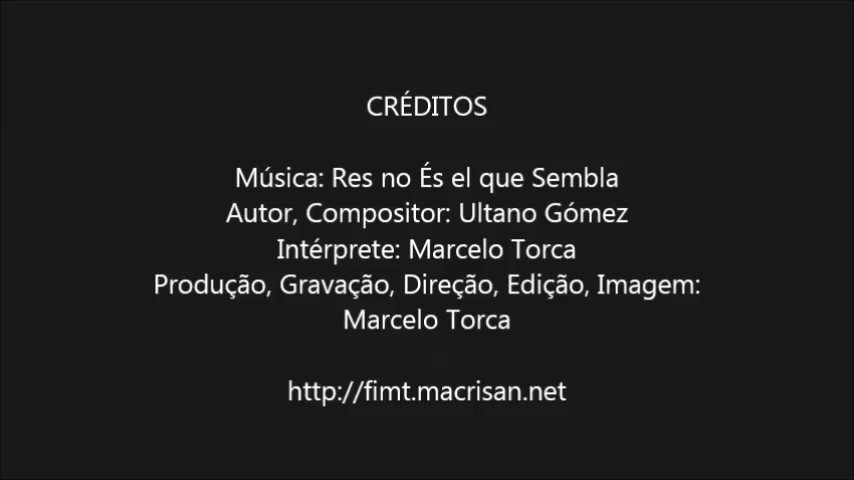 CRÉDITOS
Música: Res no És el que Sembla
Autor, Compositor: Ultano Gómez
Intérprete: Marcelo Torca
Produção, Gravação, Direção, Edição, Imagem:
Marcelo Torca
http://fimt.macrisan.net